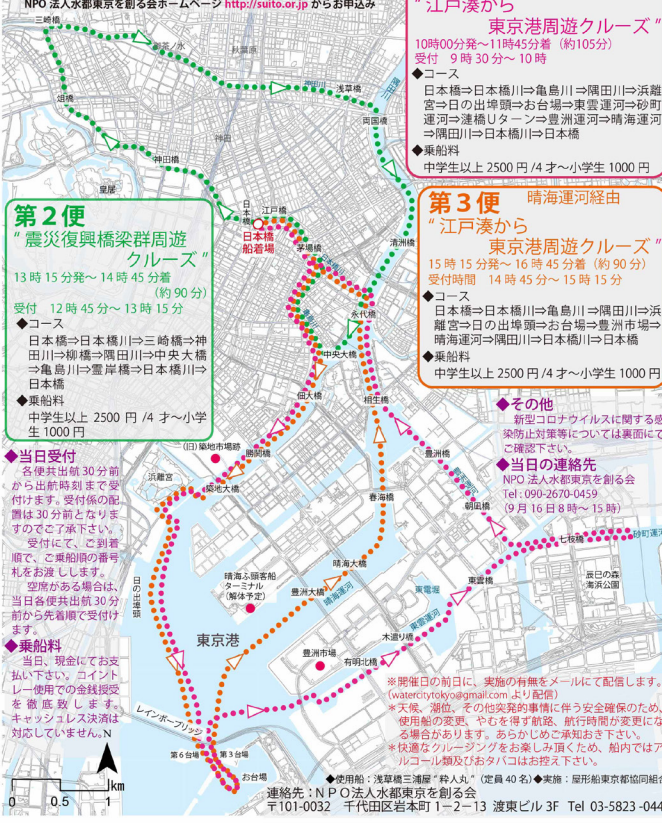 NPO 法人水都東京を創る会ホームページ http://suito.or.jp からお申込み
“ 江戸湊から
東京港周遊クルーズ ”
10時00分発～11時45分着（約105分）
受付　9 時 30 分～ 10 時
◆コース
日本橋⇒日本橋川⇒亀島川⇒隅田川⇒浜離
宮⇒日の出埠頭⇒お台場⇒東雲運河⇒砂町
運河⇒漣橋Uターン⇒豊洲運河⇒晴海運河
⇒隅田川⇒日本橋川⇒日本橋
◆乗船料
中学生以上 2500 円 /4 才～小学生 1000 円
第３便　晴海運河経由
“ 江戸湊から
東京港周遊クルーズ ”
15 時 15 分発～ 16 時 45 分着（約 90 分）
受付時間　14 時 45 分～ 15 時 15 分
◆コース
日本橋⇒日本橋川⇒亀島川⇒隅田川⇒浜
離宮⇒日の出埠頭⇒お台場⇒豊洲市場⇒
晴海運河⇒隅田川⇒日本橋川⇒日本橋
◆乗船料
中学生以上 2500 円 /4 才～小学生 1000 円
第２便
“ 震災復興橋梁群周遊
クルーズ ”
13 時 15 分発～ 14 時 45 分着
（約 90 分）
受付　12 時 45 分～ 13 時 15 分
◆コース
日本橋⇒日本橋川⇒三崎橋⇒神
田川⇒柳橋⇒隅田川⇒中央大橋
⇒亀島川⇒霊岸橋⇒日本橋川⇒
日本橋
◆乗船料
中学生以上 2500 円 /4 才～小学
生 1000 円
◆当日受付
各便共出航 30 分前
から出航時刻まで受
付けます。受付係の配
置は 30 分前となりま
すのでご了承下さい。
受付にて、ご到着
順で、ご乗船順の番号
札をお渡しします。
空席がある場合は、
当日各便共出航 30 分
前から先着順で受付け
ます。
◆乗船料
当日、現金にてお支
払い下さい。コイント
レー使用での金銭授受
を徹底致します。
キャッシュレス決済は
対応していません。
◆その他
新型コロナウイルスに関する感
染防止対策等については裏面にて
ご確認下さい。
◆当日の連絡先
NPO 法人水都東京を創る会
Tel : 090-2670-0459
(９月 16 日８時～ 15 時）
三崎橋
御茶ノ水
秋葉原
神田川
浅草橋
隅田川
両国橋
俎橋
神田橋
神田
皇居
日本橋
江戸橋
日本橋
船着場
茅場橋
日本橋川
亀島川
清洲橋
永代橋
中央大橋
佃大橋
相生橋
(旧) 築地市場跡
勝鬨橋
浜離宮
築地大橋
豊洲橋
豊洲運河
春海橋
朝凪橋
七枝橋
砂町運河
日の出埠頭
晴海ふ頭客船
ターミナル
（解体予定）
晴海大橋
豊洲大橋
晴海運河
東雲橋
東電堀
辰巳の森
海浜公園
東雲運河
木遣り橋
東京港
豊洲市場
有明北橋
レインボーブリッジ
第６台場
第３台場
お台場
N
0　0.5　1　km
※開催日の前日に、実施の有無をメールにて配信します。
(watercitytokyo@gmail.com より配信）
＊天候、潮位、その他突発的事情に伴う安全確保のため、
使用船の変更、やむを得ず航路、航行時間が変更にな
る場合があります。あらかじめご承知おき下さい。
＊快適なクルージングをお楽しみ頂くため、船内ではア
ルコール類及びおタバコはお控え下さい。
◆使用船：浅草橋三浦屋 “ 粋人丸 ”（定員 40 名）◆実施：屋形船東京都協同組合
連絡先：ＮＰＯ法人水都東京を創る会
〒101-0032　千代田区岩本町 1－2－13 渡東ビル 3F　Tel 03-5823-044